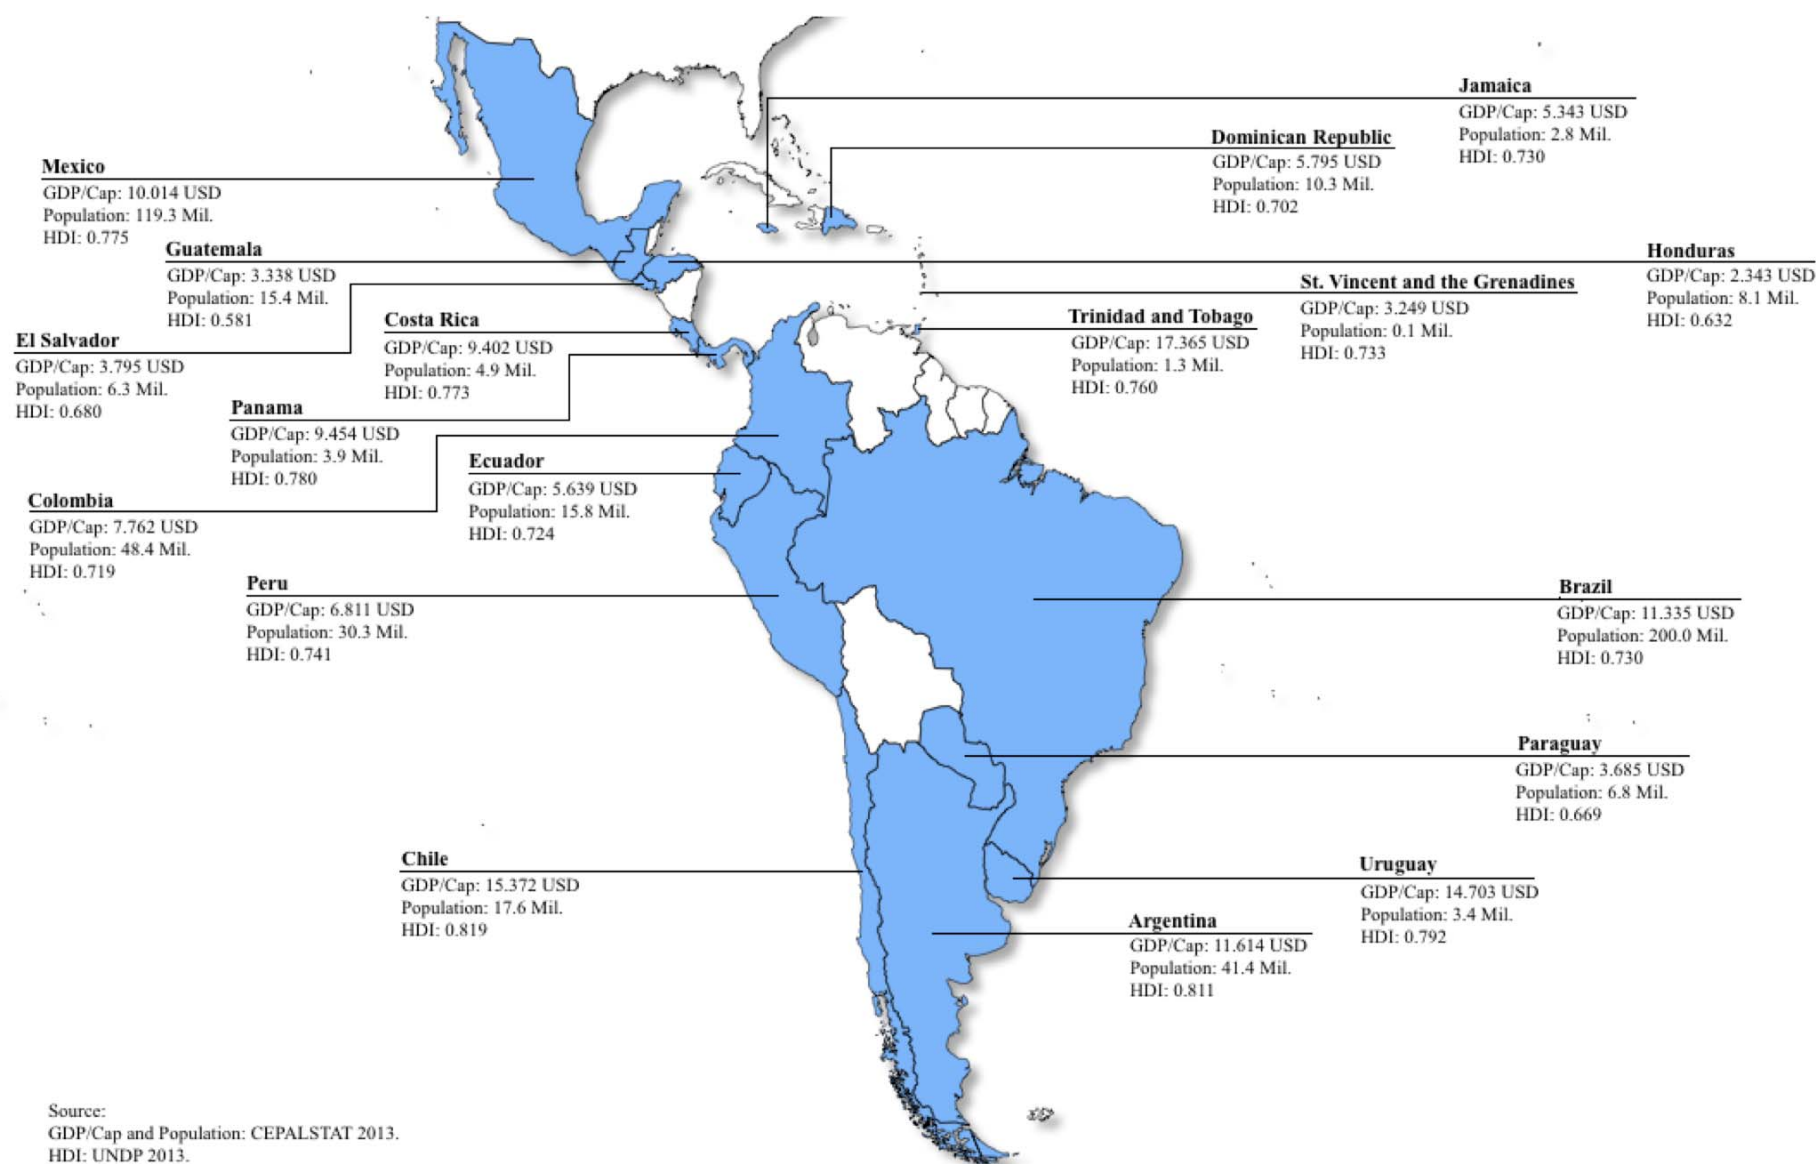 Jamaica
GDP/Cap: 5.343 USD
Population: 2.8 Mil.
HDI: 0.730
Dominican Republic
GDP/Cap: 5.795 USD
Population: 10.3 Mil.
HDI: 0.702
Mexico
GDP/Cap: 10.014 USD
Population: 119.3 Mil.
HDI: 0.775
Guatemala
GDP/Cap: 3.338 USD
Population: 15.4 Mil.
HDI: 0.581
Honduras
GDP/Cap: 2.343 USD
Population: 8.1 Mil.
HDI: 0.632
St. Vincent and the Grenadines
GDP/Cap: 3.249 USD
Population: 0.1 Mil.
HDI: 0.733
Trinidad and Tobago
GDP/Cap: 17.365 USD
Population: 1.3 Mil.
HDI: 0.760
Costa Rica
GDP/Cap: 9.402 USD
Population: 4.9 Mil.
HDI: 0.773
El Salvador
GDP/Cap: 3.795 USD
Population: 6.3 Mil.
HDI: 0.680
Panama
GDP/Cap: 9.454 USD
Population: 3.9 Mil.
HDI: 0.780
Ecuador
GDP/Cap: 5.639 USD
Population: 15.8 Mil.
HDI: 0.724
Colombia
GDP/Cap: 7.762 USD
Population: 48.4 Mil.
HDI: 0.719
Peru
GDP/Cap: 6.811 USD
Population: 30.3 Mil.
HDI: 0.741
Brazil
GDP/Cap: 11.335 USD
Population: 200.0 Mil.
HDI: 0.730
Paraguay
GDP/Cap: 3.685 USD
Population: 6.8 Mil.
HDI: 0.669
Chile
GDP/Cap: 15.372 USD
Population: 17.6 Mil.
HDI: 0.819
Uruguay
GDP/Cap: 14.703 USD
Population: 3.4 Mil.
HDI: 0.792
Argentina
GDP/Cap: 11.614 USD
Population: 41.4 Mil.
HDI: 0.811
Source:
GDP/Cap and Population: CEPALSTAT 2013.
HDI: UNDP 2013.